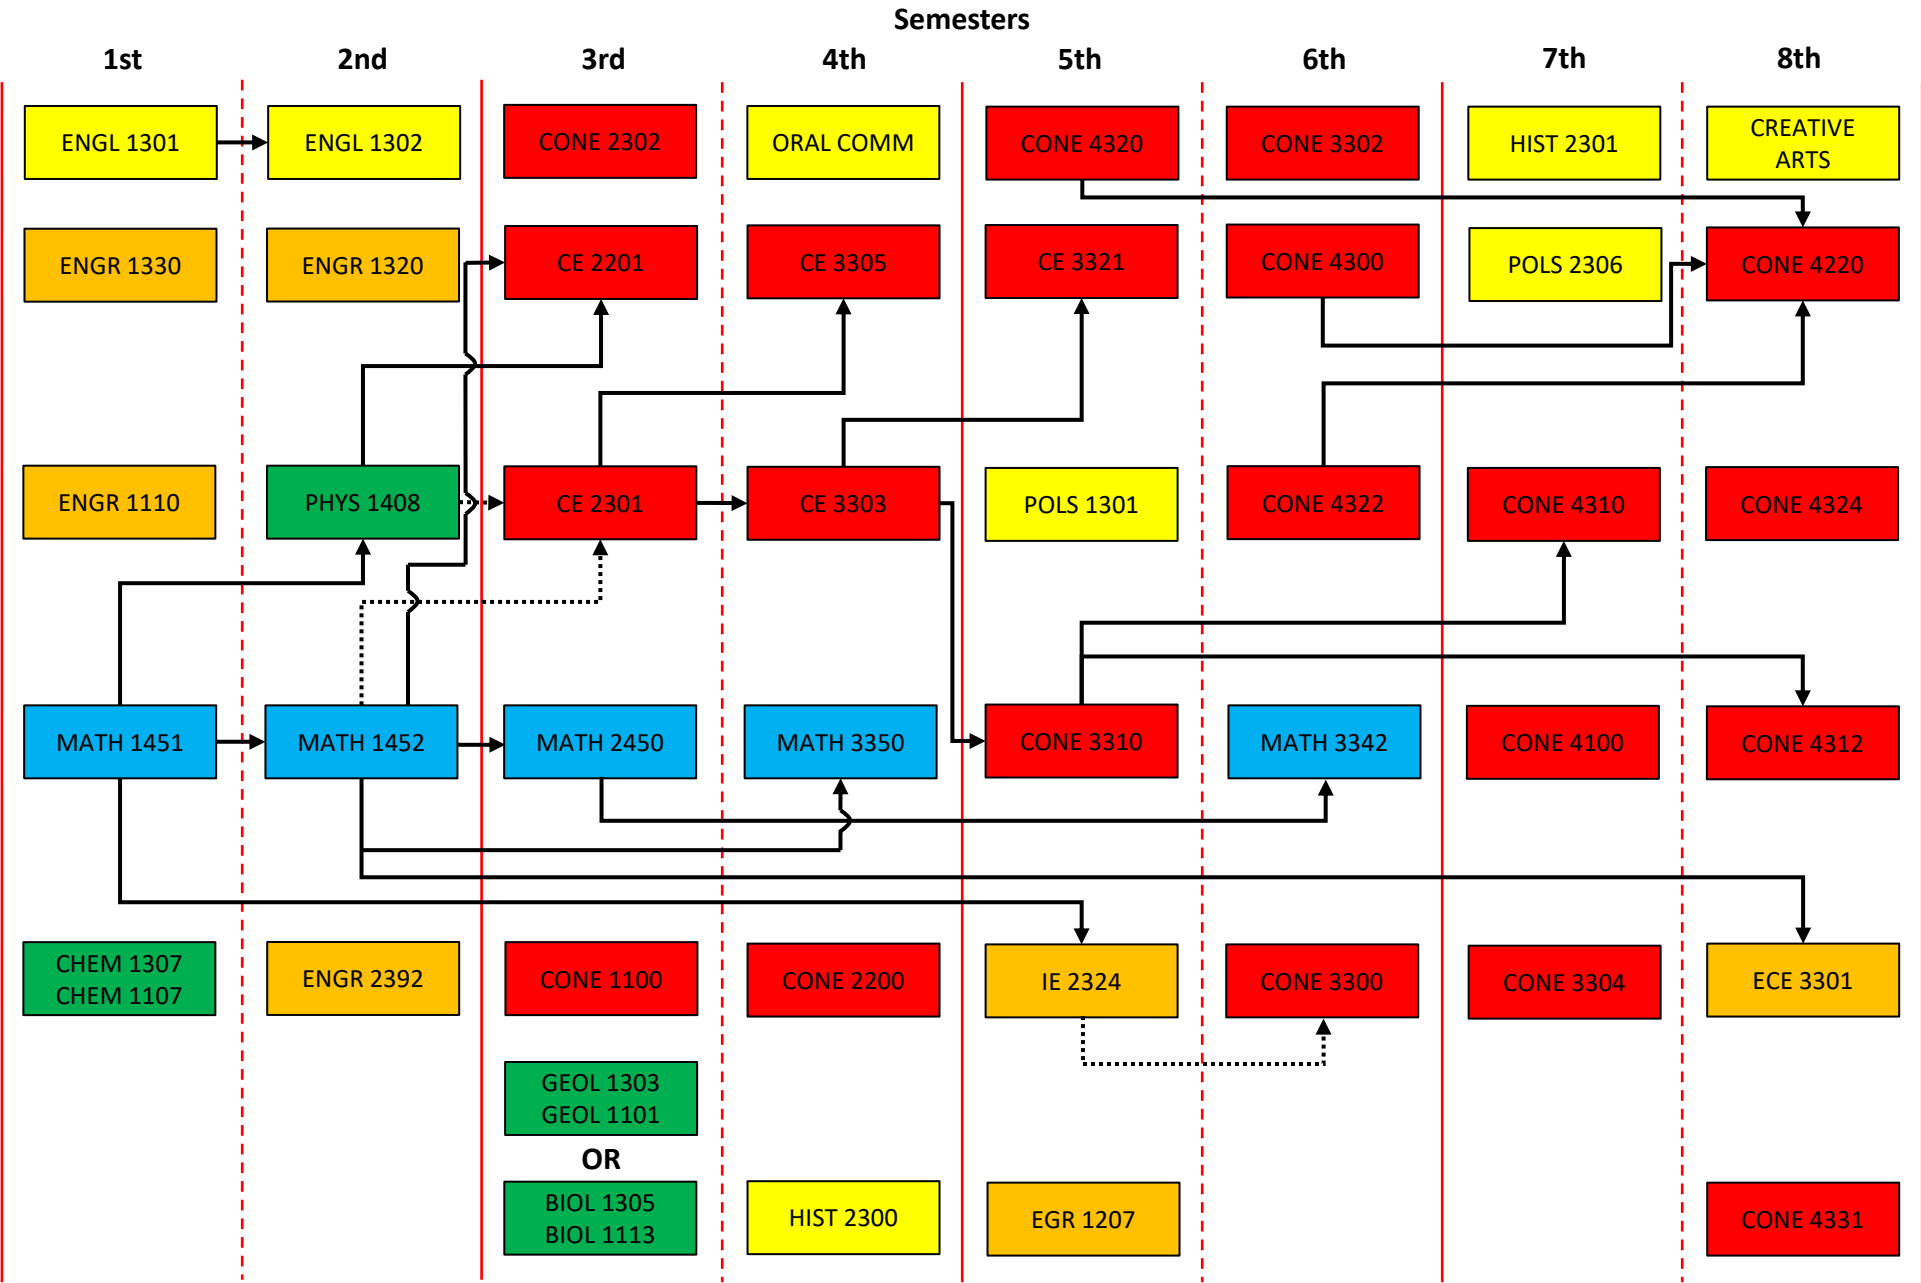 Semesters
1st 2nd 3rd 4th 5th 6th 7th 8th
ENGL 1301 ENGL 1302 CONE 2302 ORAL COMM CONE 4320 CONE 3302 HIST 2301 CREATIVE
ARTS
ENGR 1330 ENGR 1320 CE 2201 CE 3305 CE 3321 CONE 4300 POLS 2306 CONE 4220
ENGR 1110 PHYS 1408 CE 2301 CE 3303 POLS 1301 CONE 4322 CONE 4310 CONE 4324
MATH 1451 MATH 1452 MATH 2450 MATH 3350 CONE 3310 MATH 3342 CONE 4100 CONE 4312
CHEM 1307
CHEM 1107
ENGR 2392 CONE 1100 CONE 2200 IE 2324 CONE 3300 CONE 3304 ECE 3301
GEOL 1303
GEOL 1101
OR
BIOL 1305
BIOL 1113
HIST 2300 EGR 1207 CONE 4331